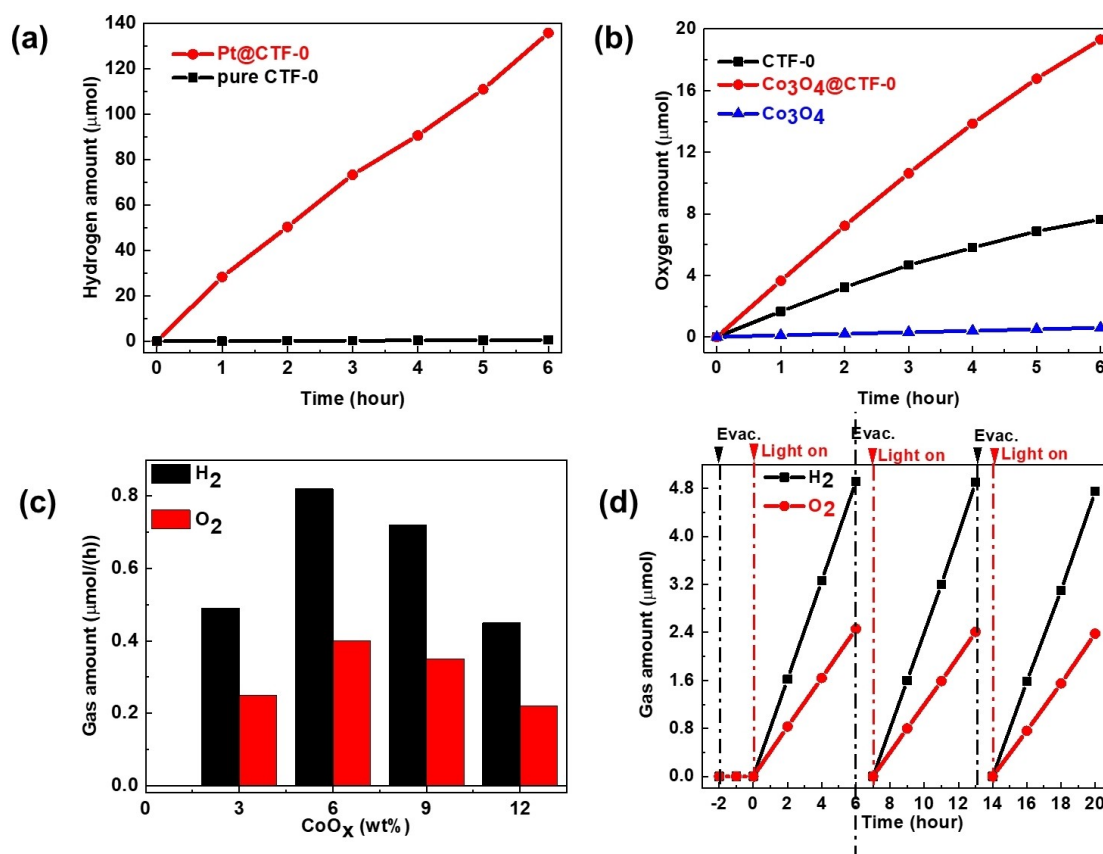 (a)
Pt@CTF-0
pure CTF-0
Hydrogen amount (μmol)
140
120
100
80
60
40
20
0
0 1 2 3 4 5 6
Time (hour)
(b)
CTF-0
Co3O4@CTF-0
Co3O4
Oxygen amount (μmol)
20
16
12
8
4
0
0 1 2 3 4 5 6
Time (hour)
(c)
H2
O2
Gas amount (μmol/(h))
0.8
0.6
0.4
0.2
0.0
0 3 6 9 12
CoOx (wt%)
(d)
Evac. Evac. Evac.
Light on Light on Light on
H2
O2
Gas amount (μmol)
4.8
4.0
3.2
2.4
1.6
0.8
0.0
-2 0 2 4 6 8 10 12 14 16 18 20
Time (hour)